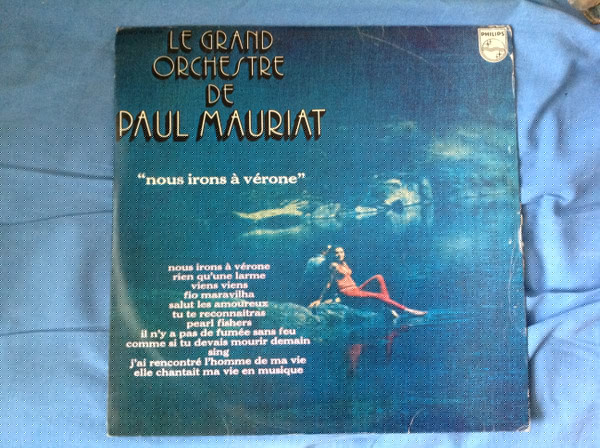 LE GRAND
ORCHESTRE
DE
PAUL MAURIAT
PHILIPS
"nous irons à vérone"
nous irons à vérone
rien qu'une larme
viens viens
fio maravilha
salut les amoureux
tu te reconnaitras
pearl fishers
il n'y a pas de fumée sans feu
comme si tu devais mourir demain
sing
j'ai rencontré l'homme de ma vie
elle chantait ma vie en musique